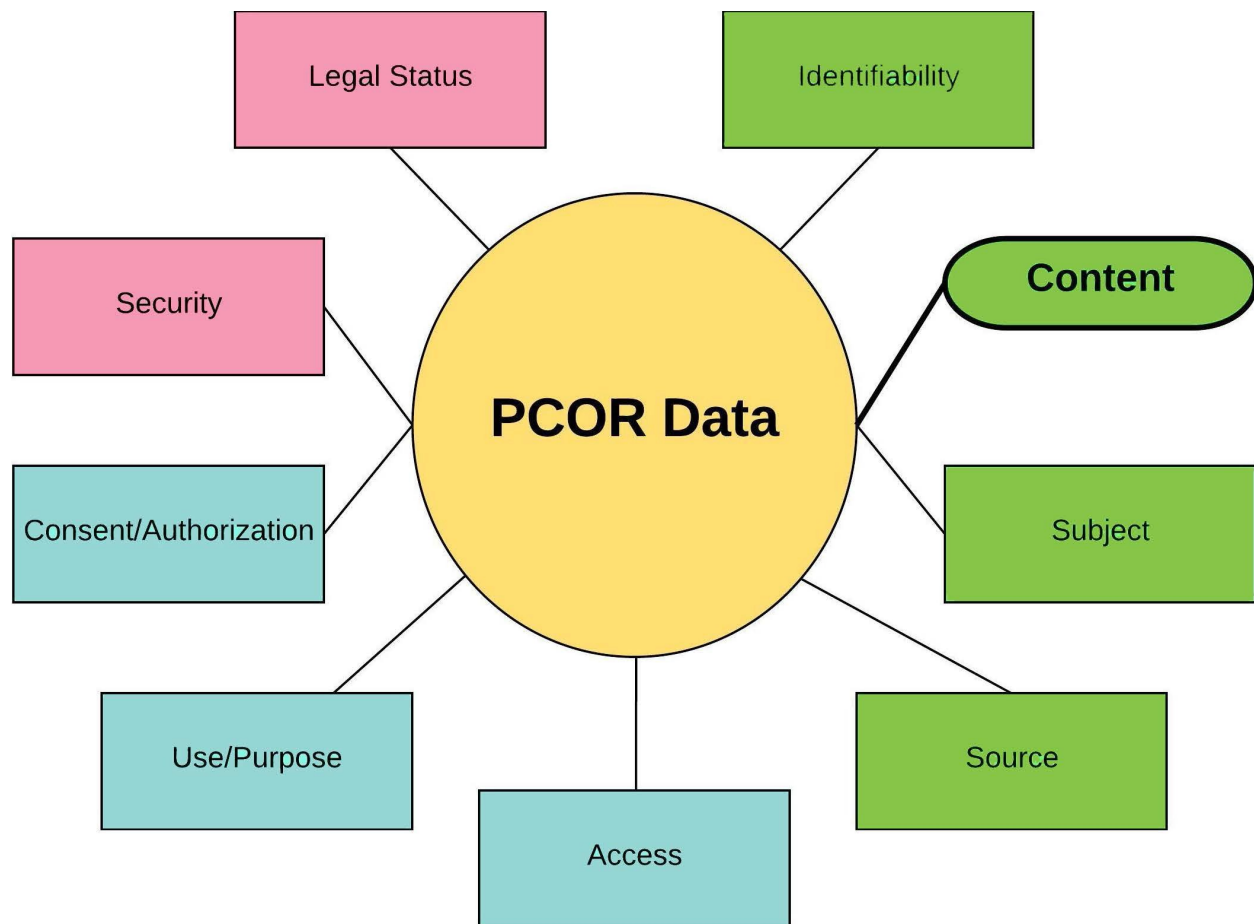 Legal Status
Identifiability
Security
Content
PCOR Data
Consent/Authorization
Subject
Use/Purpose
Source
Access